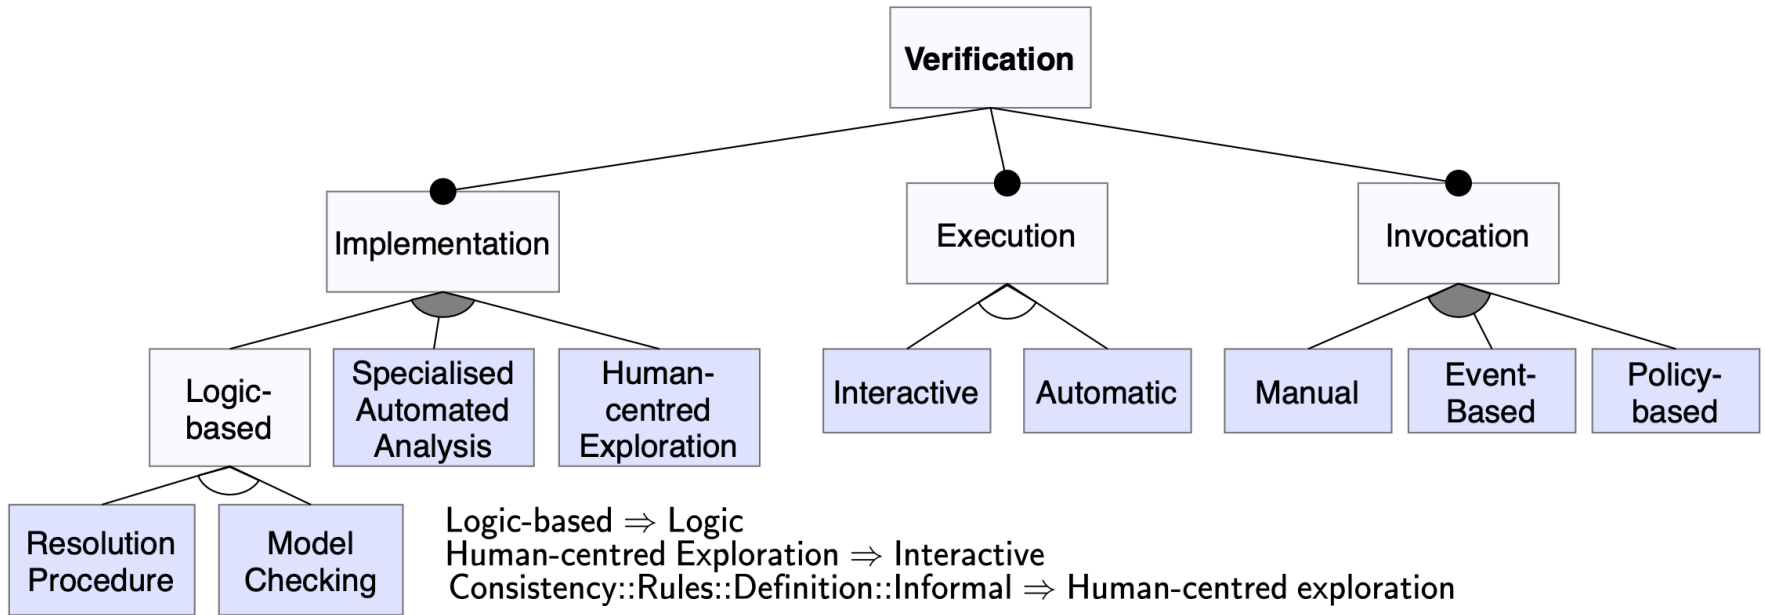 Verification
Implementation
Execution
Invocation
Logic-
based
Specialised
Automated
Analysis
Human-
centred
Exploration
Interactive
Automatic
Manual
Event-
Based
Policy-
based
Resolution
Procedure
Model
Checking
Logic-based ⇒ Logic
Human-centred Exploration ⇒ Interactive
Consistency::Rules::Definition::Informal ⇒ Human-centred exploration